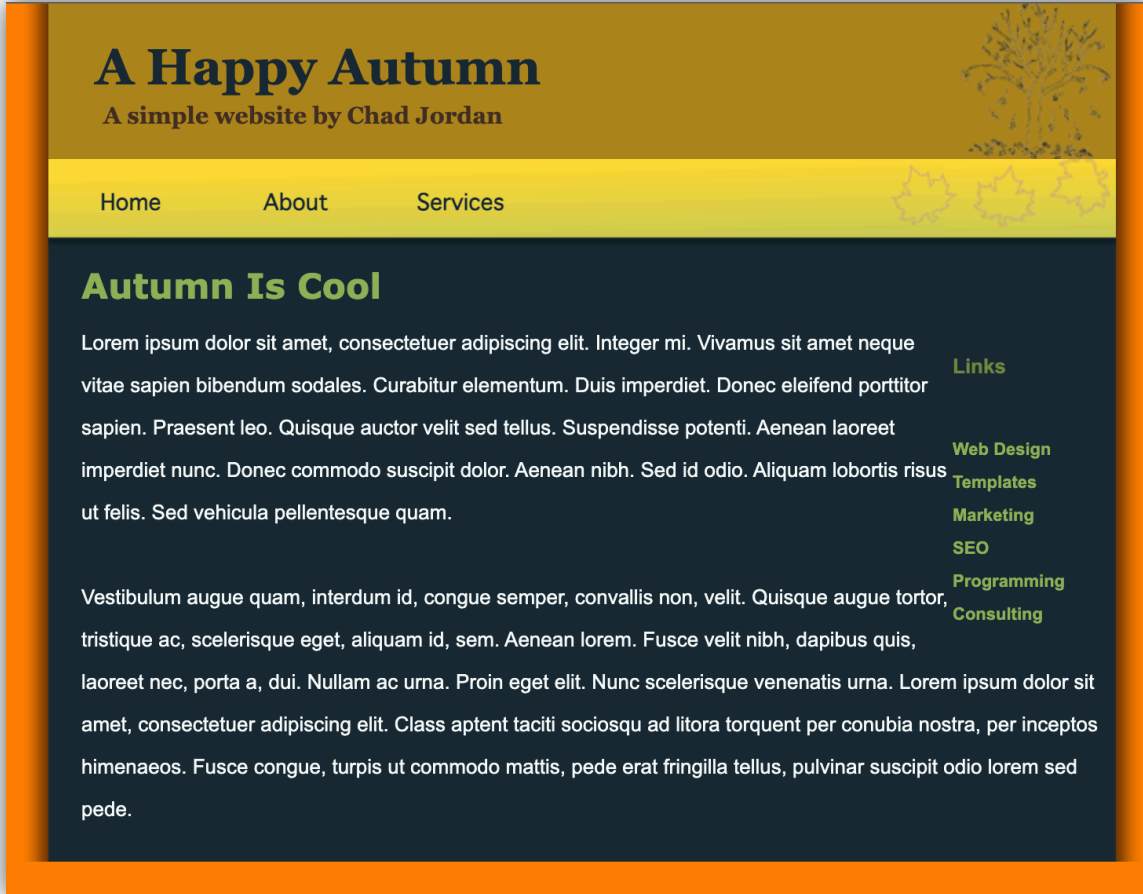 A Happy Autumn
A simple website by Chad Jordan
Home About Services
Autumn Is Cool
Lorem ipsum dolor sit amet, consectetuer adipiscing elit. Integer mi. Vivamus sit amet neque
vitae sapien bibendum sodales. Curabitur elementum. Duis imperdiet. Donec eleifend porttitor
sapien. Praesent leo. Quisque auctor velit sed tellus. Suspendisse potenti. Aenean laoreet
imperdiet nunc. Donec commodo suscipit dolor. Aenean nibh. Sed id odio. Aliquam lobortis risus
ut felis. Sed vehicula pellentesque quam.
Vestibulum augue quam, interdum id, congue semper, convallis non, velit. Quisque augue tortor,
tristique ac, scelerisque eget, aliquam id, sem. Aenean lorem. Fusce velit nibh, dapibus quis,
laoreet nec, porta a, dui. Nullam ac urna. Proin eget elit. Nunc scelerisque venenatis urna. Lorem ipsum dolor sit
amet, consectetuer adipiscing elit. Class aptent taciti sociosqu ad litora torquent per conubia nostra, per inceptos
himenaeos. Fusce congue, turpis ut commodo mattis, pede erat fringilla tellus, pulvinar suscipit odio lorem sed
pede.
Links
Web Design
Templates
Marketing
SEO
Programming
Consulting